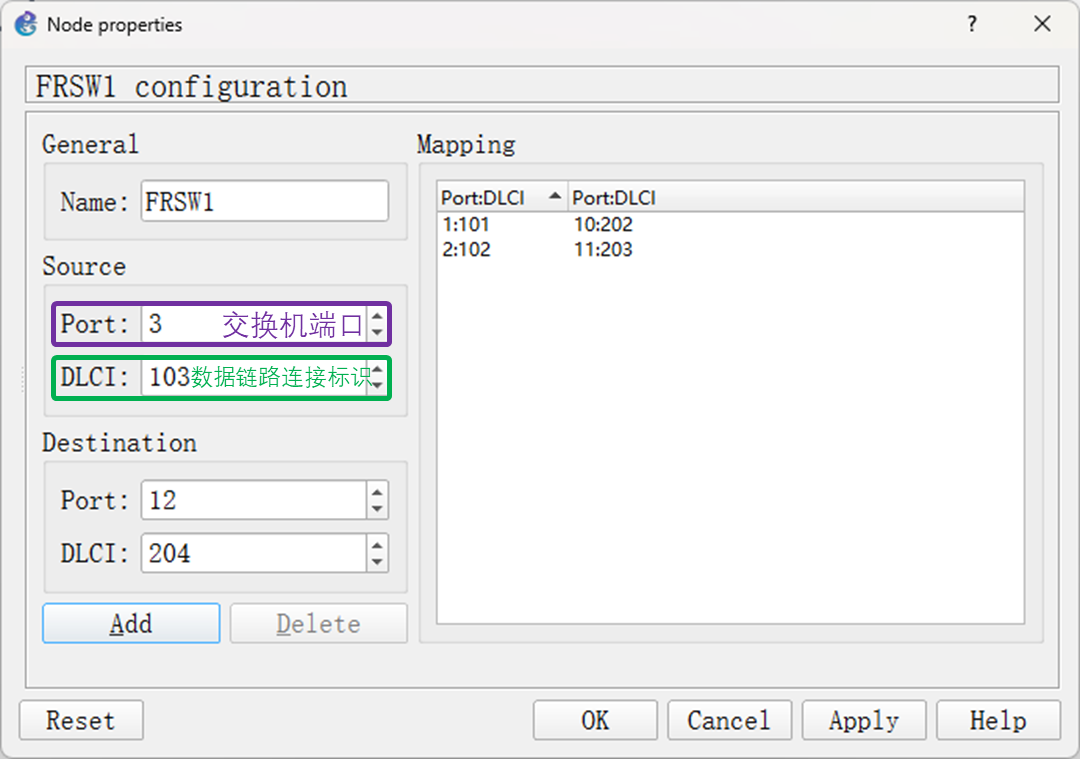 Node properties
?
FRSW1 configuration
General
Name: FRSW1
Source
Port: 3 交换机端口
DLCI: 103数据链路连接标识
Destination
Port: 12
DLCI: 204
Add Delete
Mapping
Port:DLCI Port:DLCI
1:101 10:202
2:102 11:203
Reset OK Cancel Apply Help